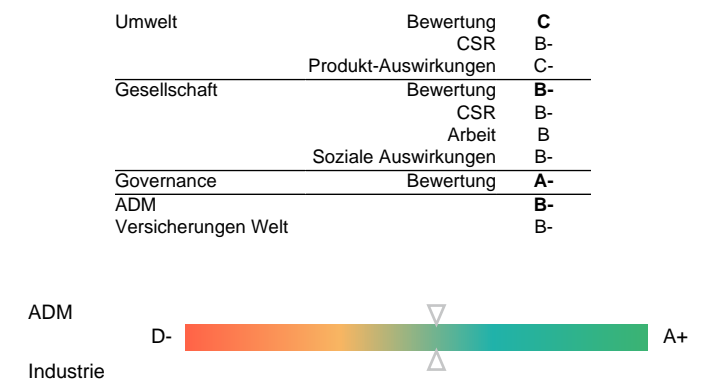 Umwelt Bewertung C
CSR B-
Produkt-Auswirkungen C-
Gesellschaft Bewertung B-
CSR B-
Arbeit B
Soziale Auswirkungen B-
Governance Bewertung A-
ADM B-
Versicherungen Welt B-
ADM
D- A+
Industrie